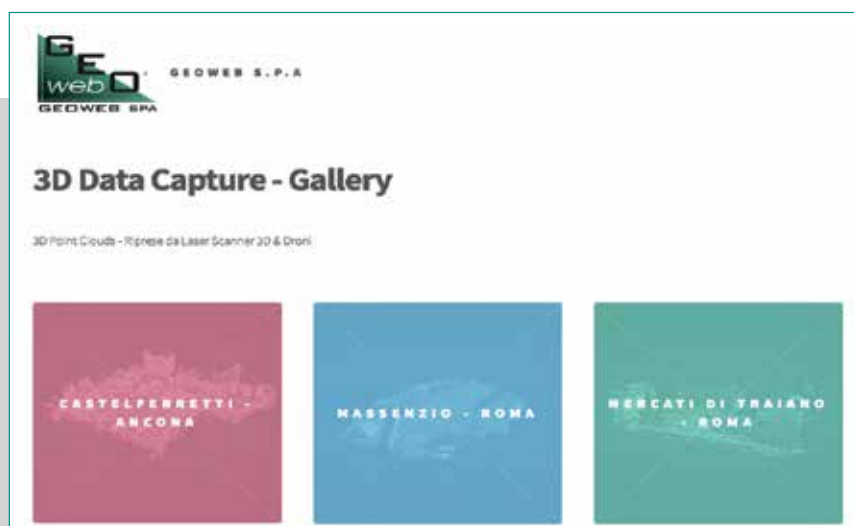 GEO
web
GEOWEB SPA
GEOWEB S.P.A
3D Data Capture - Gallery
3D Point Clouds - Riprese da Laser Scanner 3D & Droni
CASTELFERRETTI -
ANCONA
MASSENZIO - ROMA
MERCATI DI TRAIANO
- ROMA